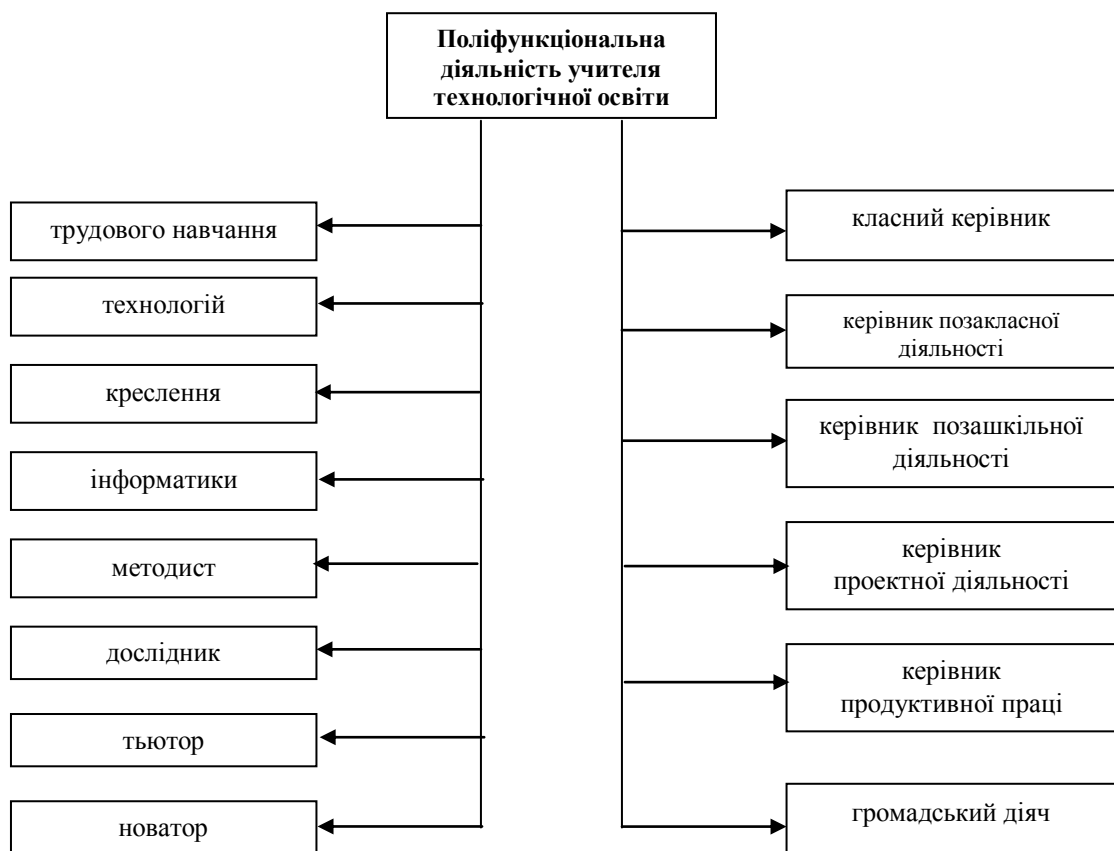 Поліфункціональна
діяльність учителя
технологічної освіти
трудового навчання
технологій
креслення
інформатики
методист
дослідник
тьютор
новатор
класний керівник
керівник позакласної
діяльності
керівник позашкільної
діяльності
керівник
проектної діяльності
керівник
продуктивної праці
громадський діяч